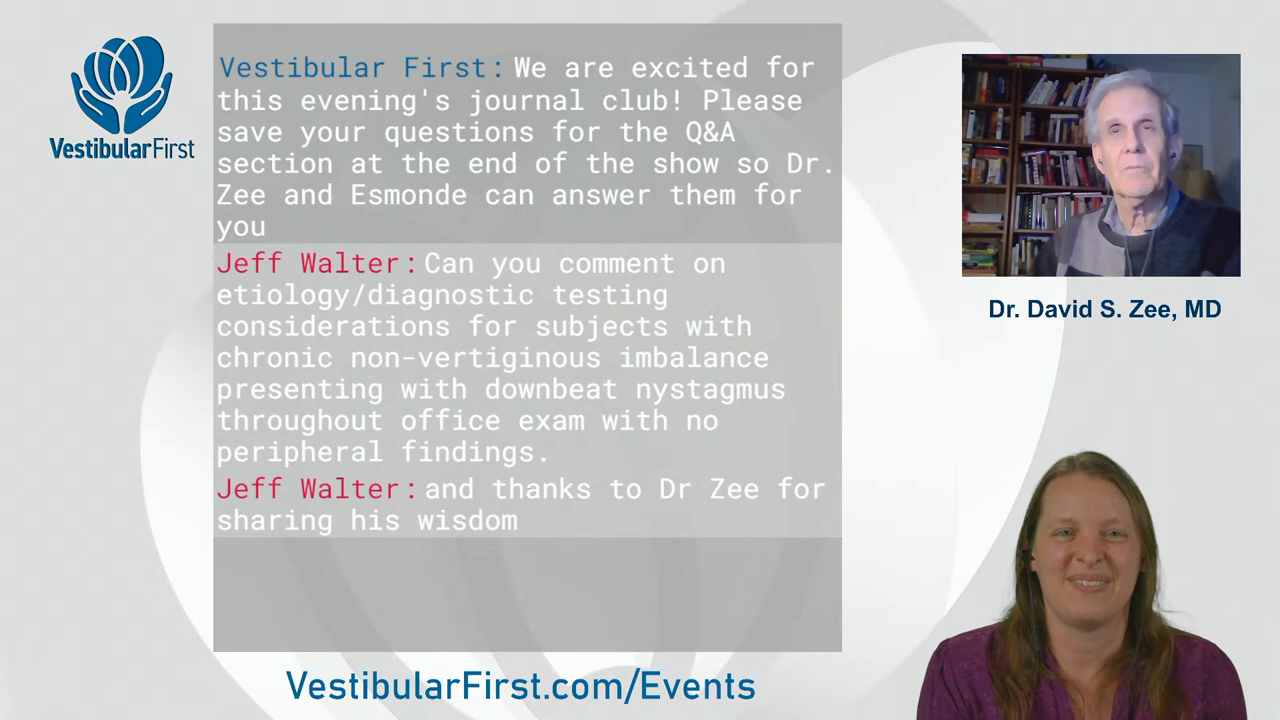 VestibularFirst
Vestibular First: We are excited for
this evening's journal club! Please
save your questions for the Q&A
section at the end of the show so Dr.
Zee and Esmonde can answer them for
you
Jeff Walter: Can you comment on
etiology/diagnostic testing
considerations for subjects with
chronic non-vertiginous imbalance
presenting with downbeat nystagmus
throughout office exam with no
peripheral findings.
Jeff Walter: and thanks to Dr Zee for
sharing his wisdom
Dr. David S. Zee, MD
VestibularFirst.com/Events